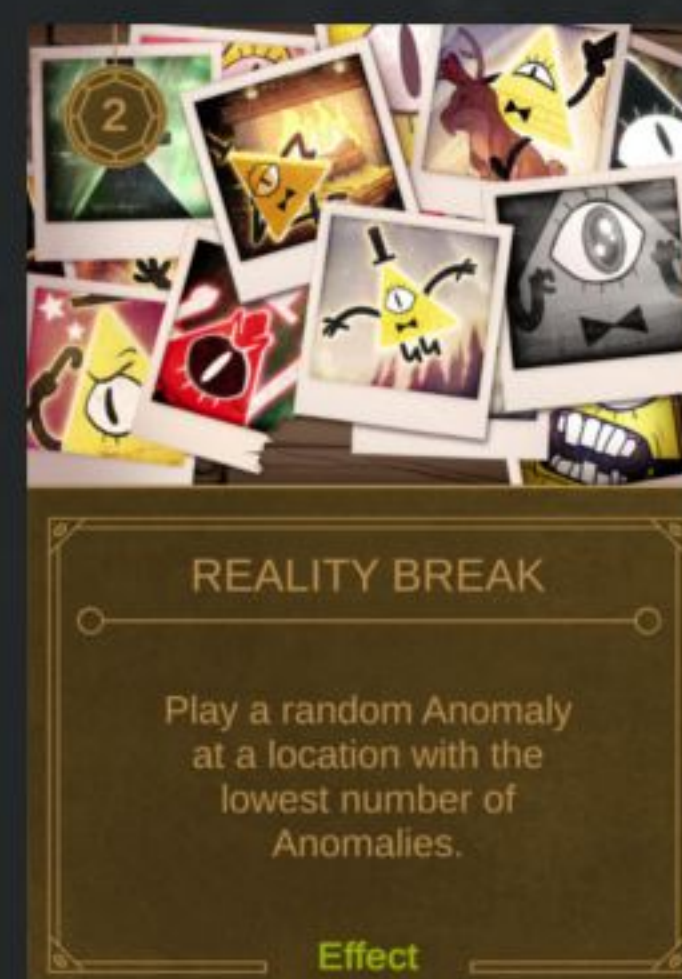 2
REALITY BREAK
Play a random Anomaly
at a location with the
lowest number of
Anomalies.
Effect